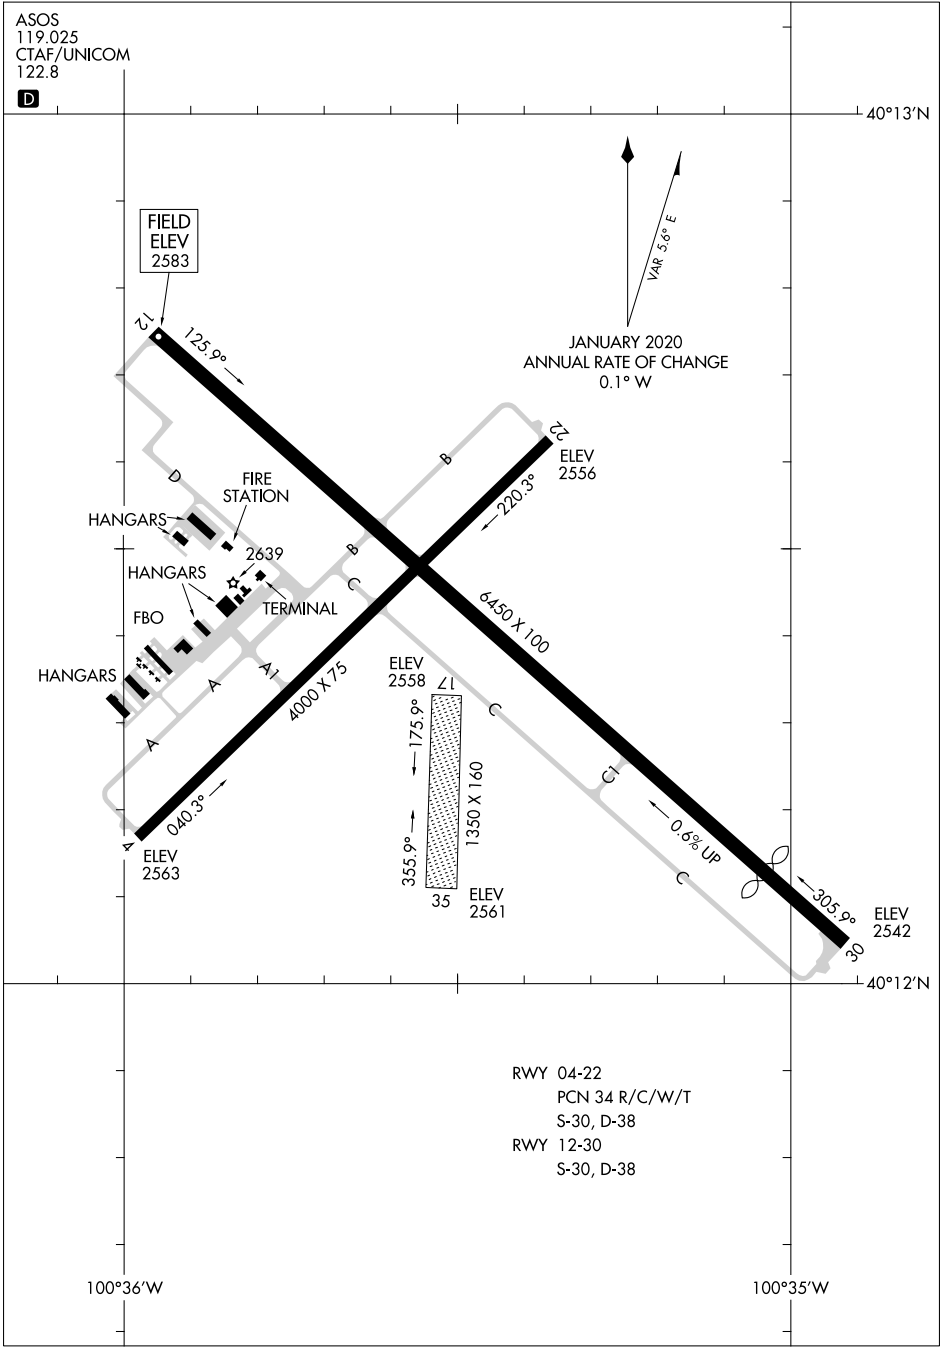 ASOS
119.025
CTAF/UNICOM
122.8
D
40°13'N
FIELD
ELEV
2583
VAR 5.6° E
JANUARY 2020
ANNUAL RATE OF CHANGE
0.1° W
12
125.9°
22
ELEV
2556
B
220.3°
D
FIRE
STATION
HANGARS
B
2639
HANGARS
C
TERMINAL
FBO
6450 X 100
HANGARS
A
A1
4000 X 75
ELEV
2558
17
C
175.9°
A
C1
1350 X 160
040.3°
355.9°
0.6% UP
4
ELEV
2563
C
35
ELEV
2561
305.9°
ELEV
2542
30
40°12'N
RWY 04-22
PCN 34 R/C/W/T
S-30, D-38
RWY 12-30
S-30, D-38
100°36'W
100°35'W